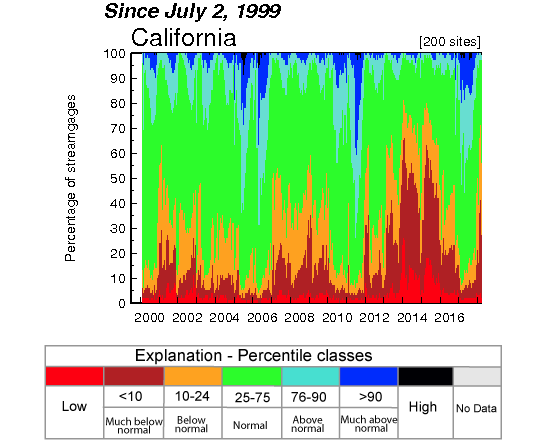 Since July 2, 1999
California
[200 sites]
Percentage of streamgages
100
90
80
70
60
50
40
30
20
10
0
2000 2002 2004 2006 2008 2010 2012 2014 2016
Explanation - Percentile classes
Low
<10
10-24
25-75
76-90
>90
High
No Data
Much below normal
Below normal
Normal
Above normal
Much above normal